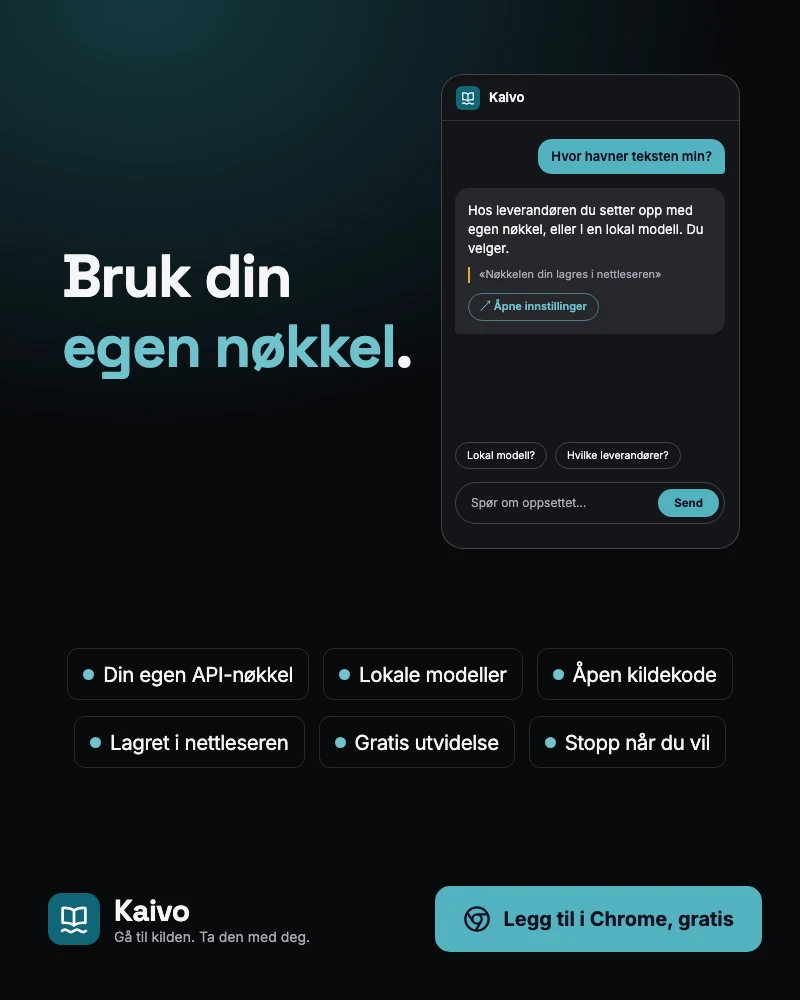 Bruk din
egen nøkkel.
Kaivo
Hvor havner teksten min?
Hos leverandøren du setter opp med
egen nøkkel, eller i en lokal modell. Du
velger.
«Nøkkelen din lagres i nettleseren»
↗ Åpne innstillinger
Lokal modell?
Hvilke leverandører?
Spør om oppsettet...
Send
Din egen API-nøkkel
Lokale modeller
Åpen kildekode
Lagret i nettleseren
Gratis utvidelse
Stopp når du vil
Kaivo
Gå til kilden. Ta den med deg.
Legg til i Chrome, gratis